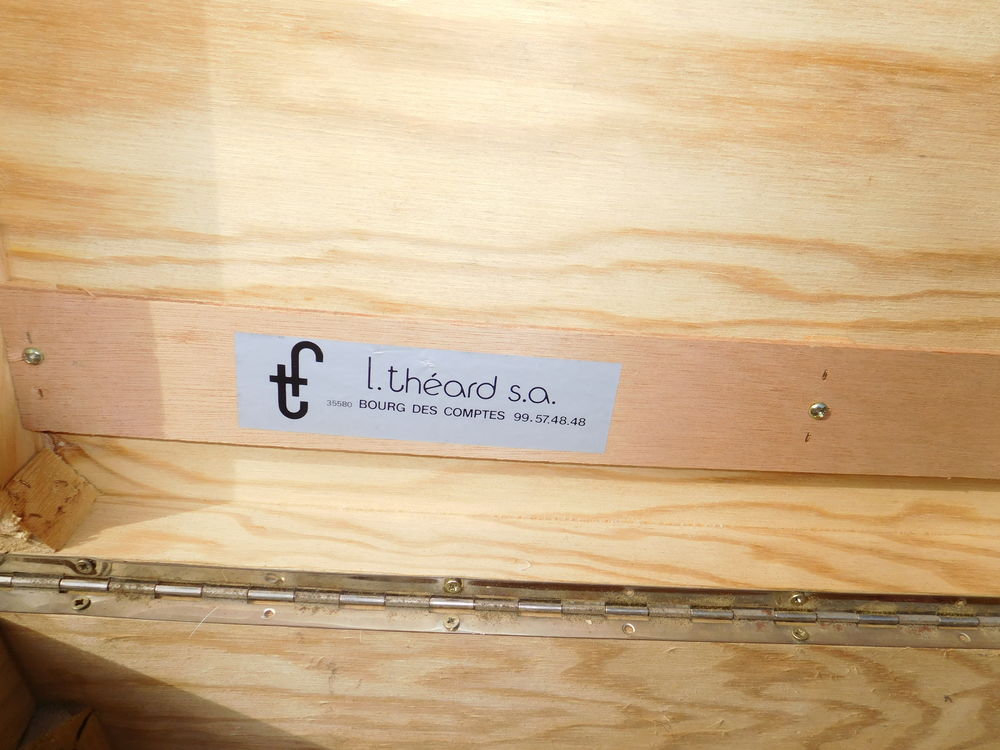 tf
l.théard s.a.
35580 BOURG DES COMPTES 99.57.48.48